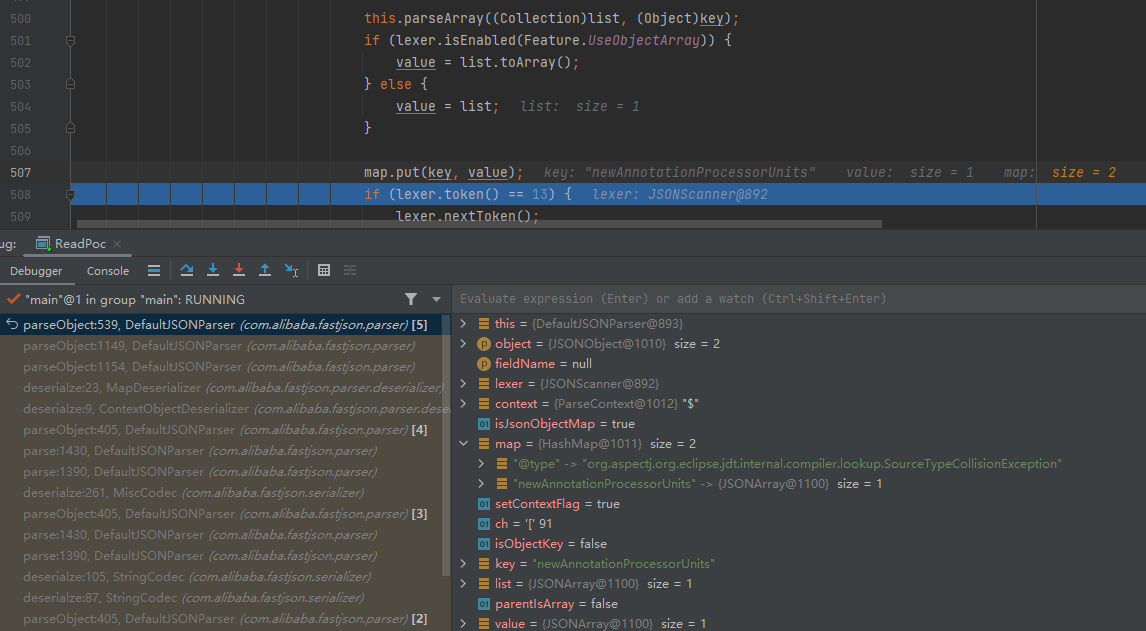 500 this.parseArray((Collection)list, (Object)key);
501 if (lexer.isEnabled(Feature.UseObjectArray)) {
502 value = list.toArray();
503 } else {
504 value = list; list: size = 1
505 }
506
507 map.put(key, value); key: "newAnnotationProcessorUnits" value: size = 1 map: size = 2
508 if (lexer.token() == 13) { lexer: JSONScanner@892
509 lexer.nextToken();
ug: ReadPoc
Debugger Console
"main"@1 in group "main": RUNNING
parseObject:539, DefaultJSONParser (com.alibaba.fastjson.parser) [5]
parseObject:1149, DefaultJSONParser (com.alibaba.fastjson.parser)
parseObject:1154, DefaultJSONParser (com.alibaba.fastjson.parser)
deserialze:23, MapDeserializer (com.alibaba.fastjson.parser.deserializer)
deserialze:9, ContextObjectDeserializer (com.alibaba.fastjson.parser.dese
parseObject:405, DefaultJSONParser (com.alibaba.fastjson.parser) [4]
parse:1430, DefaultJSONParser (com.alibaba.fastjson.parser)
parse:1390, DefaultJSONParser (com.alibaba.fastjson.parser)
deserialze:261, MiscCodec (com.alibaba.fastjson.serializer)
parseObject:405, DefaultJSONParser (com.alibaba.fastjson.parser) [3]
parse:1430, DefaultJSONParser (com.alibaba.fastjson.parser)
parse:1390, DefaultJSONParser (com.alibaba.fastjson.parser)
deserialze:105, StringCodec (com.alibaba.fastjson.serializer)
deserialze:87, StringCodec (com.alibaba.fastjson.serializer)
parseObject:405, DefaultJSONParser (com.alibaba.fastjson.parser) [2]
Evaluate expression (Enter) or add a watch (Ctrl+Shift+Enter)
this = {DefaultJSONParser@893}
object = {JSONObject@1010} size = 2
fieldName = null
lexer = {JSONScanner@892}
context = {ParseContext@1012} "$"
isJsonObjectMap = true
map = {HashMap@1011} size = 2
"@type" -> "org.aspectj.org.eclipse.jdt.internal.compiler.lookup.SourceTypeCollisionException"
"newAnnotationProcessorUnits" -> {JSONArray@1100} size = 1
setContextFlag = true
ch = '[' 91
isObjectKey = false
key = "newAnnotationProcessorUnits"
list = {JSONArray@1100} size = 1
parentIsArray = false
value = {JSONArray@1100} size = 1